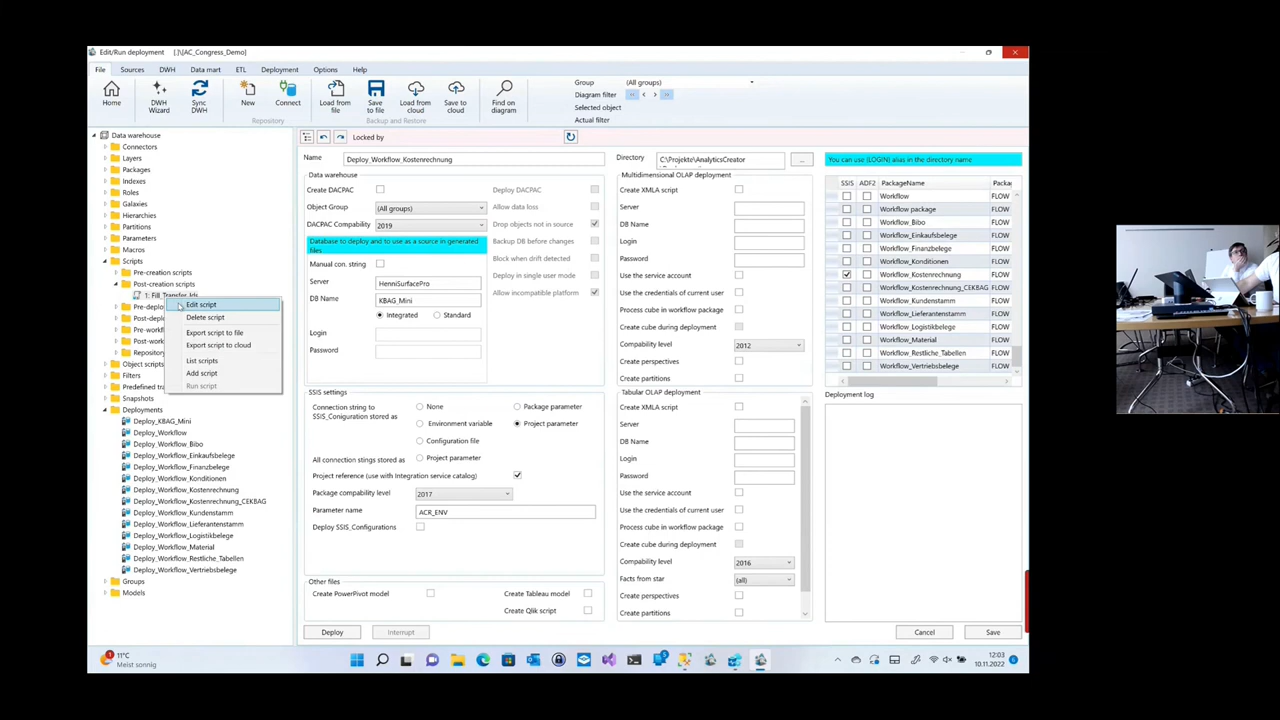 Edit/Run deployment [.\[AC_Congress_Demo]
File Sources DWH Data mart ETL Deployment Options Help
Home
DWH Wizard
Sync DWH
New
Connect
Repository
Load from file
Save to file
Load from cloud
Save to cloud
Backup and Restore
Find on diagram
Group (All groups)
Diagram filter
Selected object
Actual filter
Data warehouse
Connectors
Layers
Packages
Indexes
Roles
Galaxies
Hierarchies
Partitions
Parameters
Macros
Scripts
Pre-creation scripts
Post-creation scripts
1: Fill_Transfer_Ids
Pre-deplo
Post-depl
Pre-workf
Post-work
Repository
Object scripts
Filters
Predefined tra
Snapshots
Deployments
Deploy_KBAG_Mini
Deploy_Workflow
Deploy_Workflow_Bibo
Deploy_Workflow_Einkaufsbelege
Deploy_Workflow_Finanzbelege
Deploy_Workflow_Konditionen
Deploy_Workflow_Kostenrechnung
Deploy_Workflow_Kostenrechnung_CEKBAG
Deploy_Workflow_Kundenstamm
Deploy_Workflow_Lieferantenstamm
Deploy_Workflow_Logistikbelege
Deploy_Workflow_Material
Deploy_Workflow_Restliche_Tabellen
Deploy_Workflow_Vertriebsbelege
Groups
Models
Edit script
Delete script
Export script to file
Export script to cloud
List scripts
Add script
Run script
Locked by
Name Deploy_Workflow_Kostenrechnung
Directory C:\Projekte\AnalyticsCreator ...
Data warehouse
Create DACPAC
Object Group (All groups)
DACPAC Compability 2019
Database to deploy and to use as a source in generated files
Manual con. string
Server HenniSurfacePro
DB Name KBAG_Mini
Integrated Standard
Login
Password
Deploy DACPAC
Allow data loss
Drop objects not in source
Backup DB before changes
Block when drift detected
Deploy in single user mode
Allow incompatible platform
SSIS settings
Connection string to SSIS_Coniguration stored as
None Package parameter
Environment variable Project parameter
Configuration file
All connection stings stored as Project parameter
Project reference (use with Integration service catalog)
Package compability level 2017
Parameter name ACR_ENV
Deploy SSIS_Configurations
Other files
Create PowerPivot model
Create Tableau model
Create Qlik script
Deploy Interrupt
Multidimensional OLAP deployment
Create XMLA script
Server
DB Name
Login
Password
Use the service account
Use the credentials of current user
Process cube in workflow package
Create cube during deployment
Compability level 2012
Create perspectives
Create partitions
Tabular OLAP deployment
Create XMLA script
Server
DB Name
Login
Password
Use the service account
Use the credentials of current user
Process cube in workflow package
Create cube during deployment
Compability level 2016
Facts from star (all)
Create perspectives
Create partitions
You can use {LOGIN} alias in the directory name
SSIS ADF2 PackageName Packag
Workflow FLOW
Workflow package FLOW
Workflow_Bibo FLOW
Workflow_Einkaufsbelege FLOW
Workflow_Finanzbelege FLOW
Workflow_Konditionen FLOW
Workflow_Kostenrechnung FLOW
Workflow_Kostenrechnung_CEKBAG FLOW
Workflow_Kundenstamm FLOW
Workflow_Lieferantenstamm FLOW
Workflow_Logistikbelege FLOW
Workflow_Material FLOW
Workflow_Restliche_Tabellen FLOW
Workflow_Vertriebsbelege FLOW
Deployment log
Cancel Save
11°C
Meist sonnig
12:03
10.11.2022